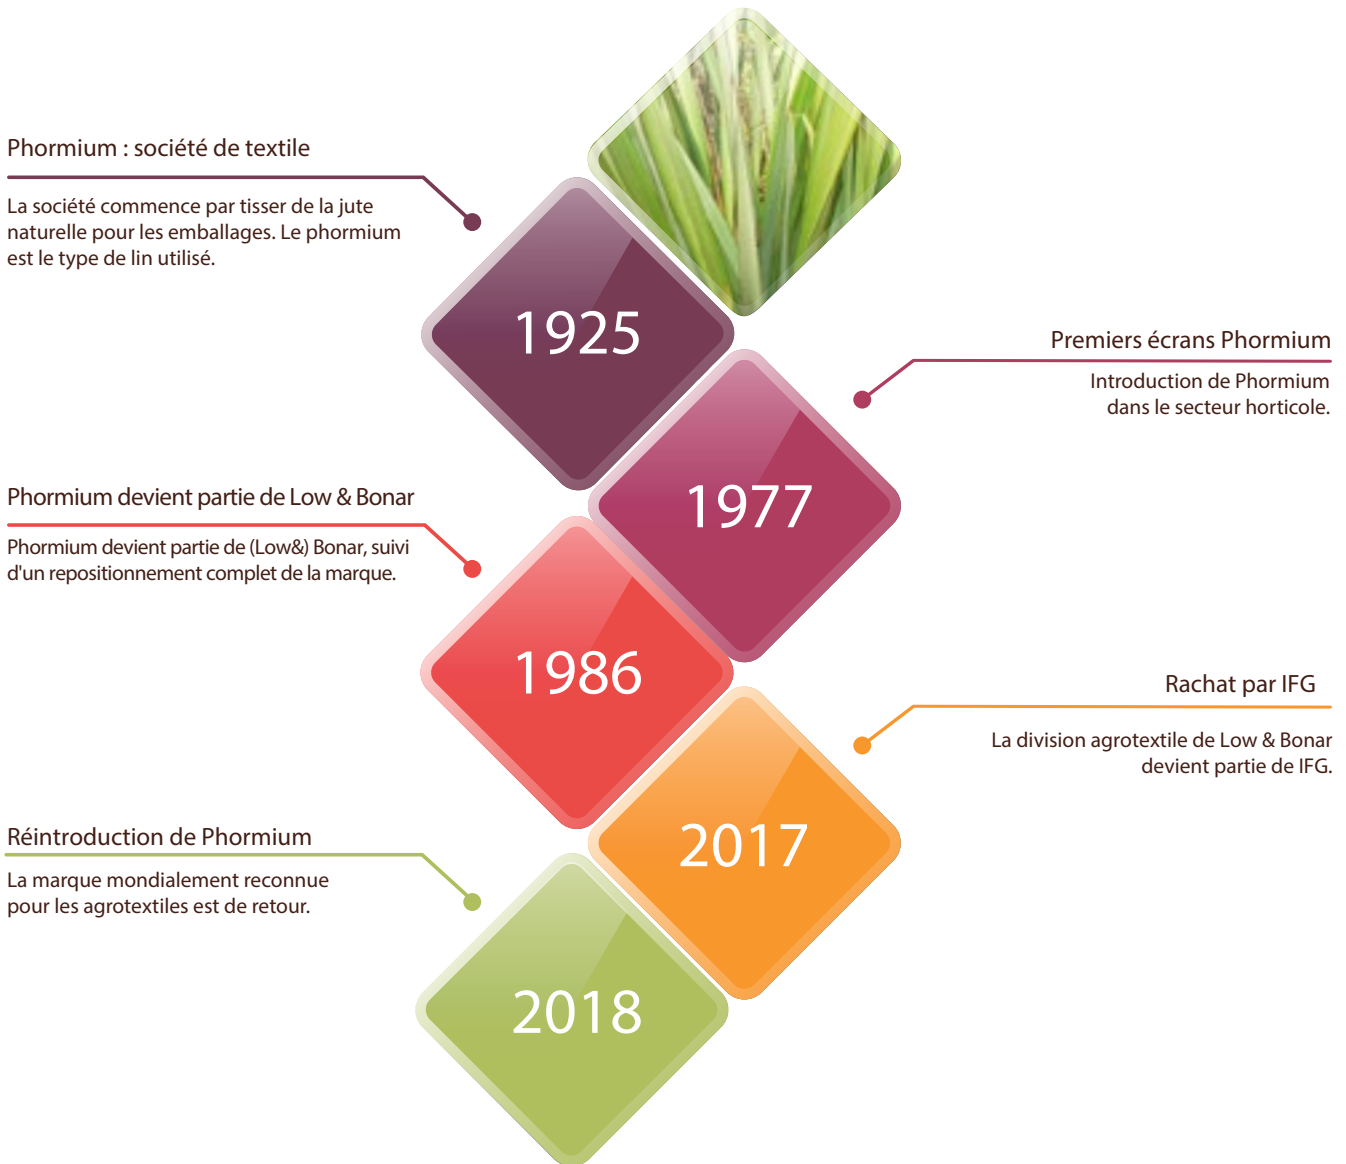 Phormium : société de textile
La société commence par tisser de la jute
naturelle pour les emballages. Le phormium
est le type de lin utilisé.
1925
Premiers écrans Phormium
Introduction de Phormium
dans le secteur horticole.
1977
Phormium devient partie de Low & Bonar
Phormium devient partie de (Low&) Bonar, suivi
d'un repositionnement complet de la marque.
1986
Rachat par IFG
La division agrotextile de Low & Bonar
devient partie de IFG.
2017
Réintroduction de Phormium
La marque mondialement reconnue
pour les agrotextiles est de retour.
2018